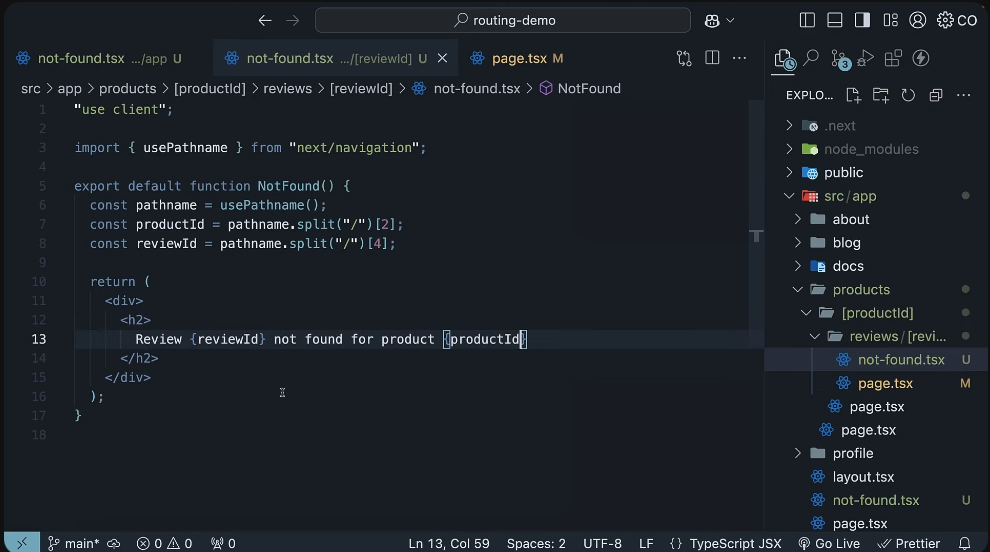 routing-demo
CO
not-found.tsx .../app U
not-found.tsx .../[reviewId] U
page.tsx M
3
src > app > products > [productId] > reviews > [reviewId] > not-found.tsx > NotFound
EXPLO...
1 "use client";
2
3 import { usePathname } from "next/navigation";
4
5 export default function NotFound() {
6 const pathname = usePathname();
7 const productId = pathname.split("/")[2];
8 const reviewId = pathname.split("/")[4];
9
10 return (
11 <div>
12 <h2>
13 Review {reviewId} not found for product {productId}
14 </h2>
15 </div>
16 );
17 }
18
.next
node_modules
public
src/app
about
blog
docs
products
[productId]
reviews/[revi...
not-found.tsx U
page.tsx M
page.tsx
page.tsx
profile
layout.tsx
not-found.tsx U
page.tsx
main* 0 0 0 Ln 13, Col 59 Spaces: 2 UTF-8 LF {} TypeScript JSX Go Live Prettier